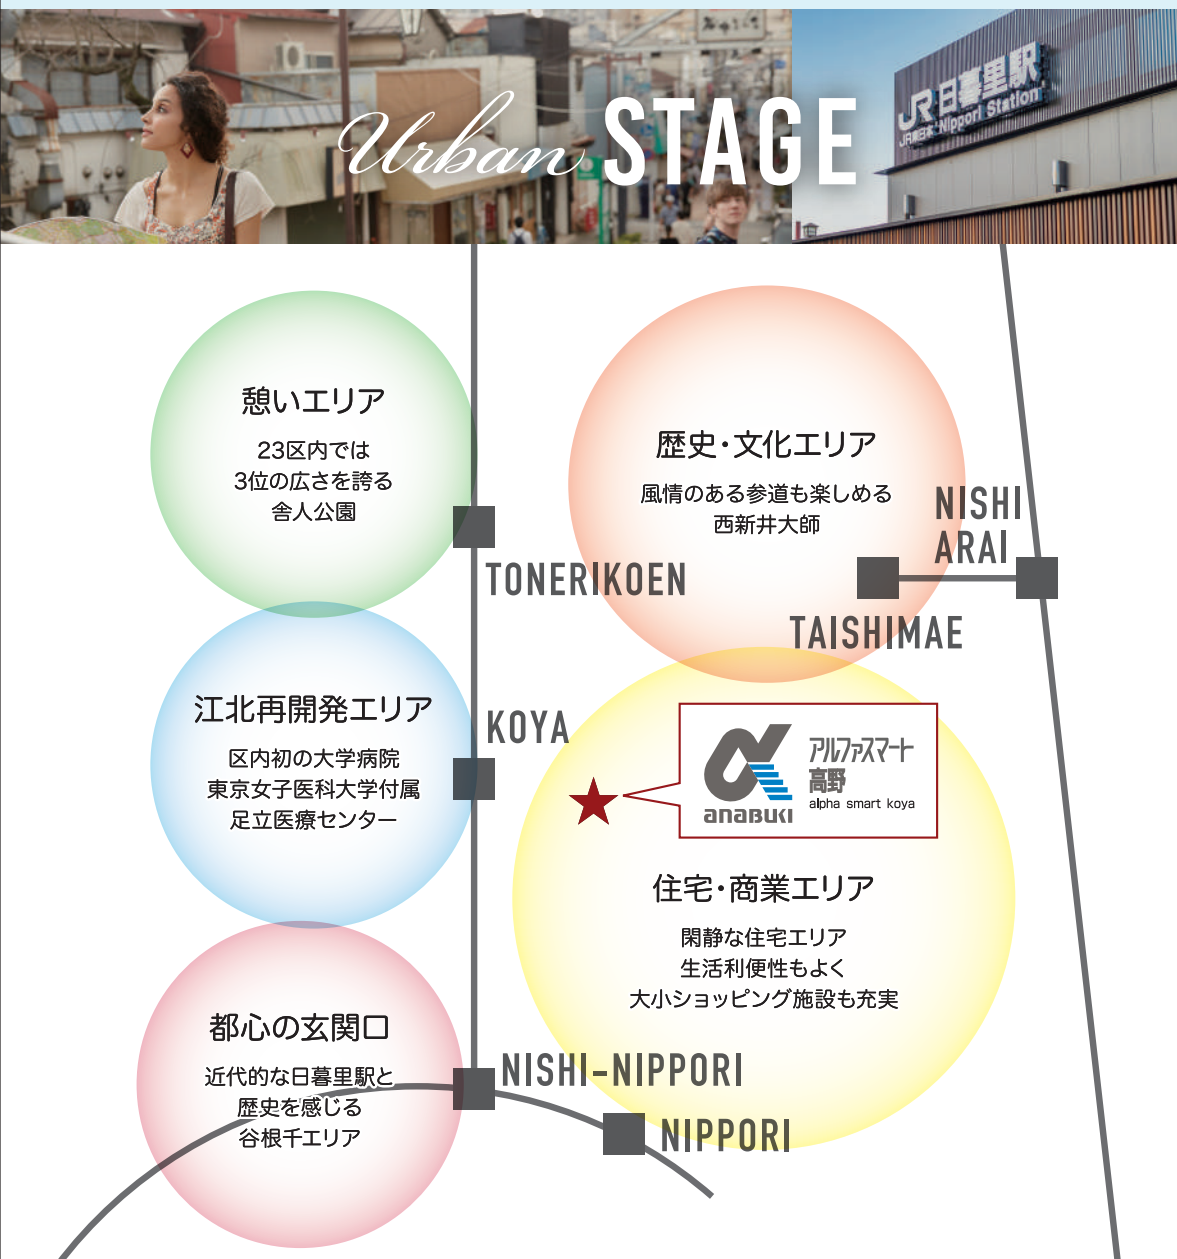 Urban STAGE
JR日暮里駅
JR東日本 Nippori Station
憩いエリア
23区内では
3位の広さを誇る
舎人公園
歴史・文化エリア
風情のある参道も楽しめる
西新井大師
NISHI
ARAI
TONERIKOEN
TAISHIMAE
江北再開発エリア
区内初の大学病院
東京女子医科大学付属
足立医療センター
KOYA
anabuki
アルファスマート
高野
alpha smart koya
住宅・商業エリア
閑静な住宅エリア
生活利便性もよく
大小ショッピング施設も充実
都心の玄関口
近代的な日暮里駅と
歴史を感じる
谷根千エリア
NISHI-NIPPORI
NIPPORI